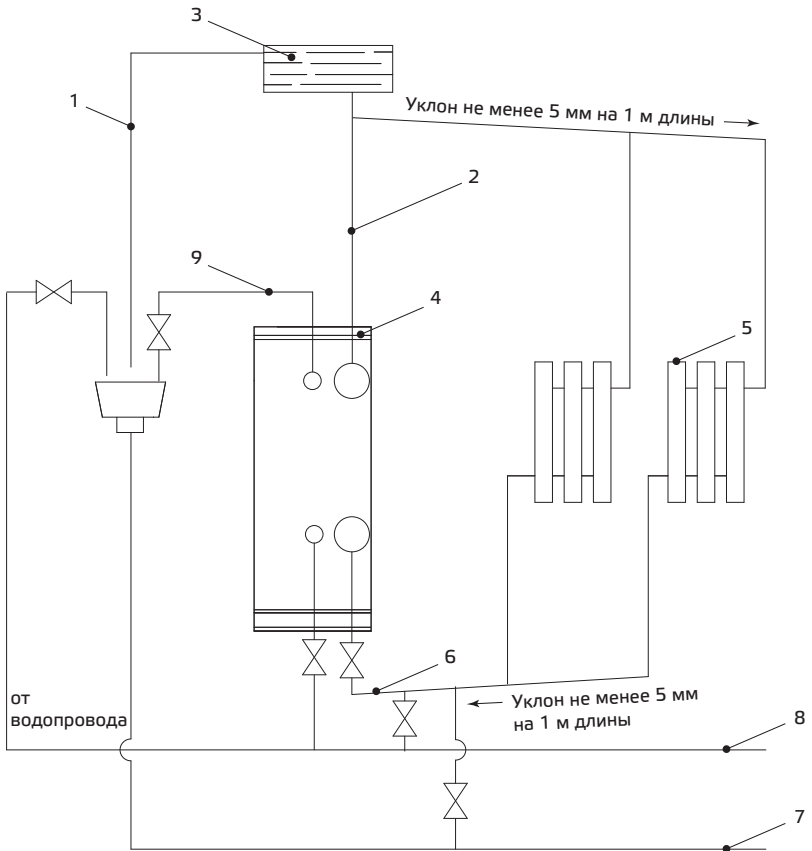 3
1
Уклон не менее 5 мм на 1 м длины
2
9
4
5
6
от
водопровода
Уклон не менее 5 мм
на 1 м длины
8
7